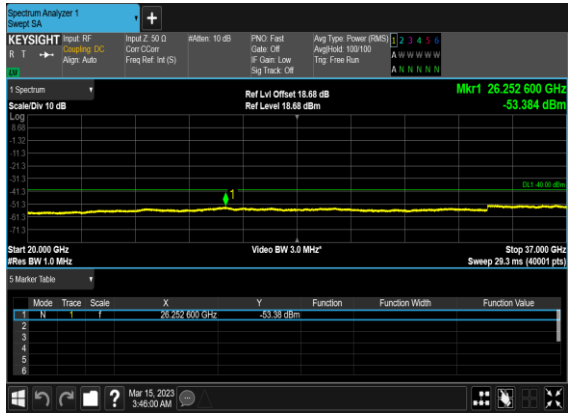 Spectrum Analyzer 1
Swept SA
+
KEYSIGHT Input: RF Input Z: 50 Ω #Atten: 10 dB PNO: Fast Avg Type: Power (RMS) 1 2 3 4 5 6
R T Coupling: DC Corr CCorr Gate: Off Avg|Hold: 100/100 A W W W W W
Align: Auto Freq Ref: Int (S) IF Gain: Low Trig: Free Run
LXI Sig Track: Off A N N N N N
1 Spectrum Ref Lvl Offset 18.68 dB Mkr1 26.252 600 GHz
Scale/Div 10 dB Ref Level 18.68 dBm -53.384 dBm
Log
8.68
-1.32
-11.3
-21.3
-31.3
DL1 -40.00 dBm
-41.3
1
-51.3
-61.3
-71.3
Start 20.000 GHz Video BW 3.0 MHz* Stop 37.000 GHz
#Res BW 1.0 MHz Sweep 29.3 ms (40001 pts)
5 Marker Table
Mode Trace Scale X Y Function Function Width Function Value
1 N 1 f 26.252 600 GHz -53.38 dBm
2
3
4
5
6
? Mar 15, 2023
3:46:00 AM